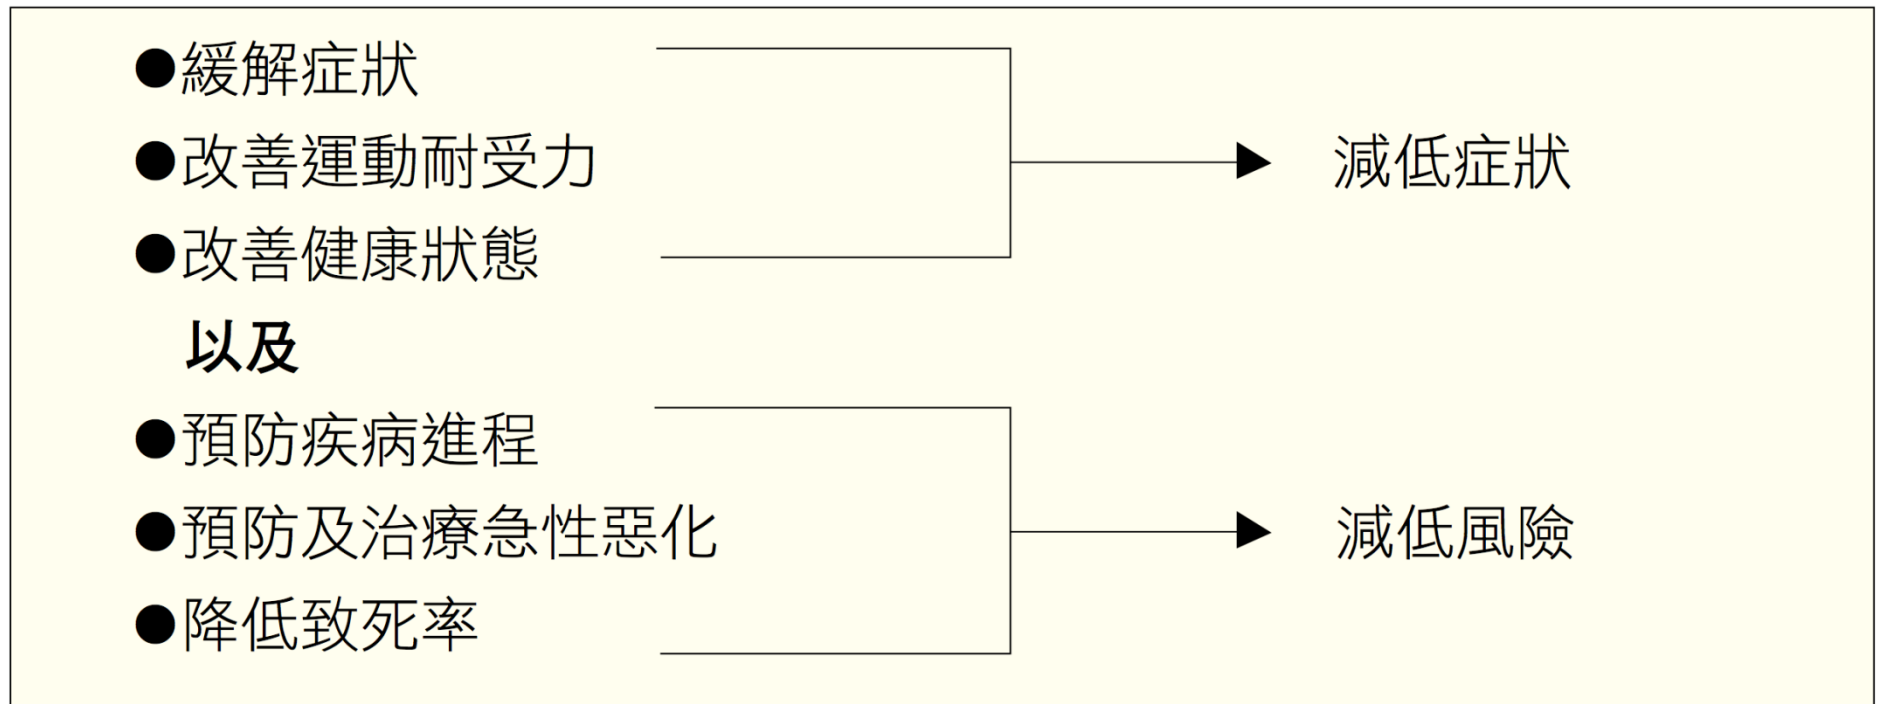 ●緩解症狀
●改善運動耐受力
減低症狀
●改善健康狀態
以及
●預防疾病進程
●預防及治療急性惡化
減低風險
●降低致死率